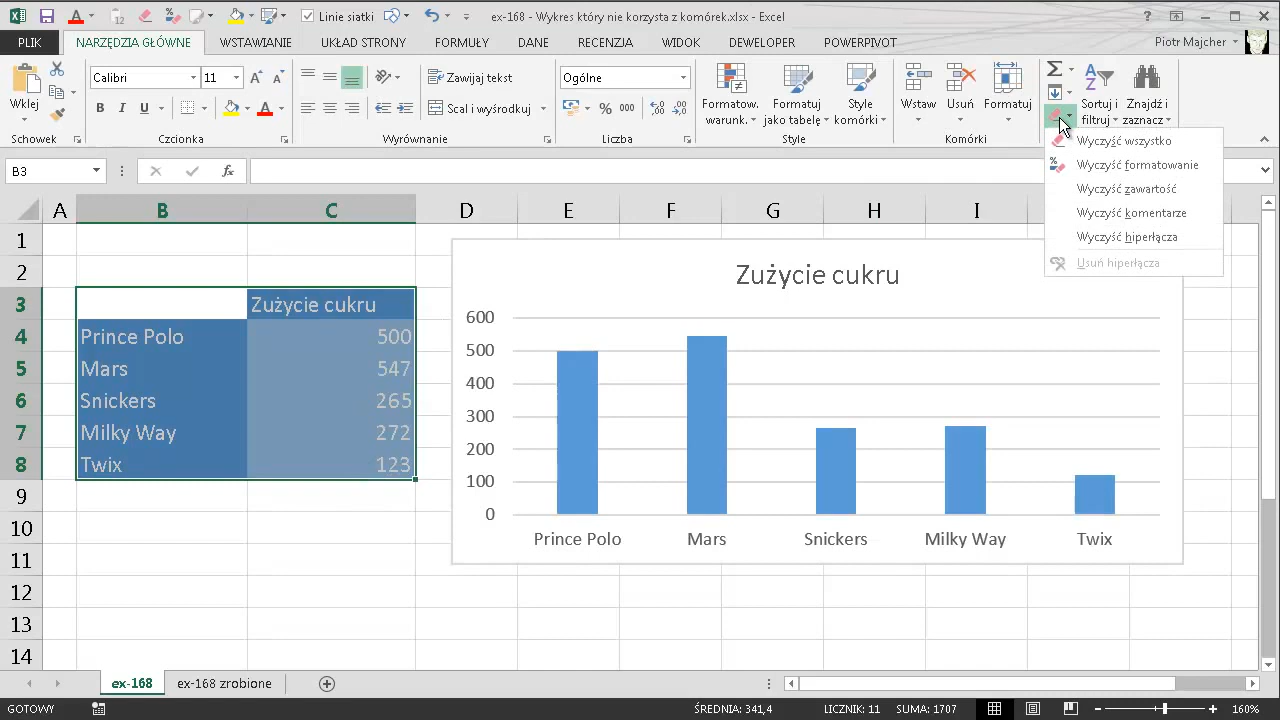 ex-168 - Wykres który nie korzysta z komórek.xlsx - Excel
Linie siatki
PLIK
NARZĘDZIA GŁÓWNE
WSTAWIANIE
UKŁAD STRONY
FORMUŁY
DANE
RECENZJA
WIDOK
DEWELOPER
POWERPIVOT
Piotr Majcher
Wklej
Schowek
Calibri
11
B I U
Czcionka
Zawijaj tekst
Scal i wyśrodkuj
Wyrównanie
Ogólne
% 000
Liczba
Formatow. warunk.
Formatuj jako tabelę
Style komórki
Style
Wstaw
Usuń
Formatuj
Komórki
Sortuj i filtruj
Znajdź i zaznacz
Wyczyść wszystko
Wyczyść formatowanie
Wyczyść zawartość
Wyczyść komentarze
Wyczyść hiperłącza
Usuń hiperłącza
B3
fx
A B C D E F G H I
1
2
3 Zużycie cukru
4 Prince Polo 500
5 Mars 547
6 Snickers 265
7 Milky Way 272
8 Twix 123
9
10
11
12
13
14
Zużycie cukru
600
500
400
300
200
100
0
Prince Polo Mars Snickers Milky Way Twix
ex-168
ex-168 zrobione
GOTOWY
ŚREDNIA: 341,4
LICZNIK: 11
SUMA: 1707
160%